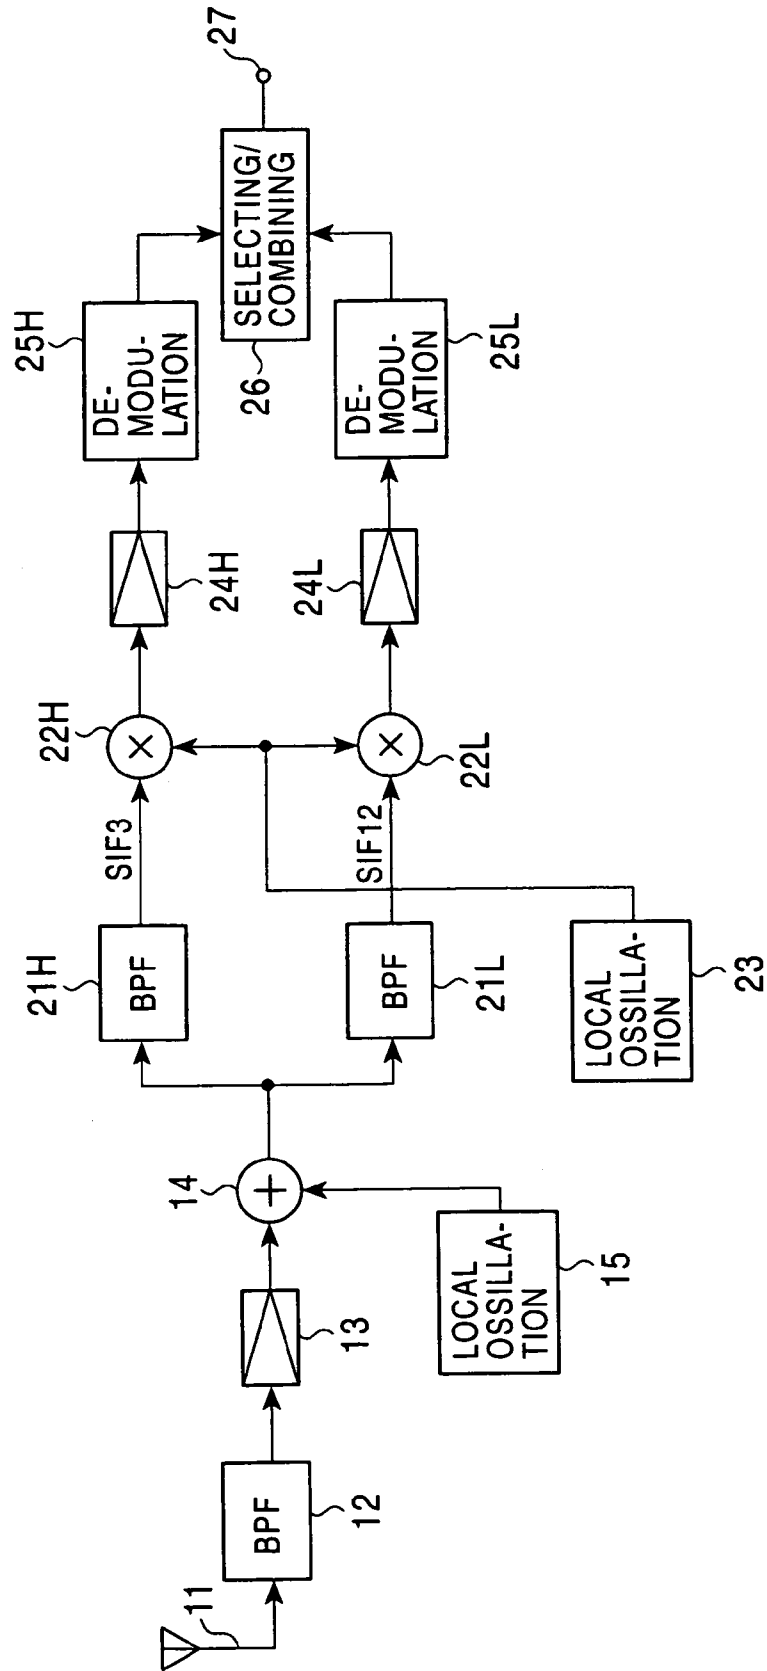 11
BPF
12
13
14
LOCAL
OSSILLA-
TION
15
21H
BPF
SIF3
22H
24H
DE-
MODU-
LATION
25H
BPF
21L
SIF12
22L
24L
DE-
MODU-
LATION
25L
LOCAL
OSSILLA-
TION
23
SELECTING/
COMBINING
26
27